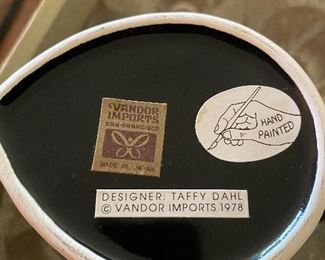 VANDOR
IMPORTS
SAN FRANCISCO
MADE IN JAPAN
HAND
PAINTED
DESIGNER: TAFFY DAHL
© VANDOR IMPORTS 1978